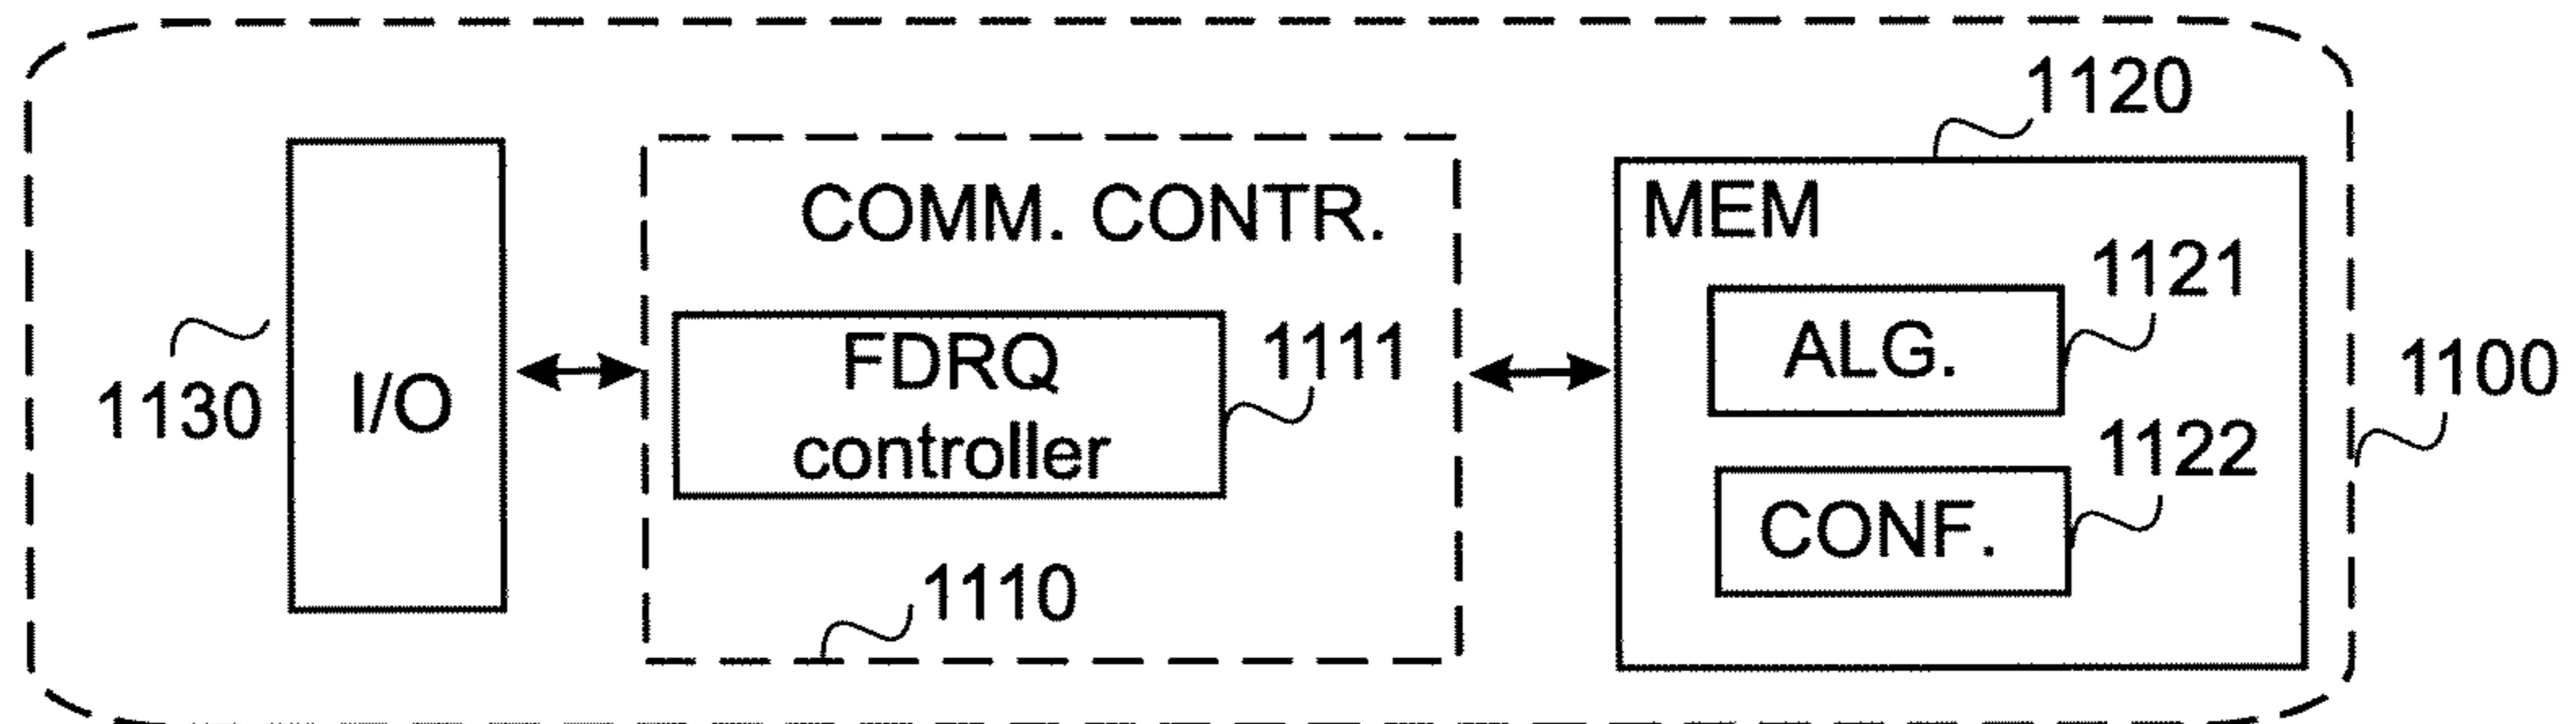 1120
COMM. CONTR.
MEM
1121
FDRQ
controller
1111
ALG.
1100
1130
I/O
1122
CONF.
1110